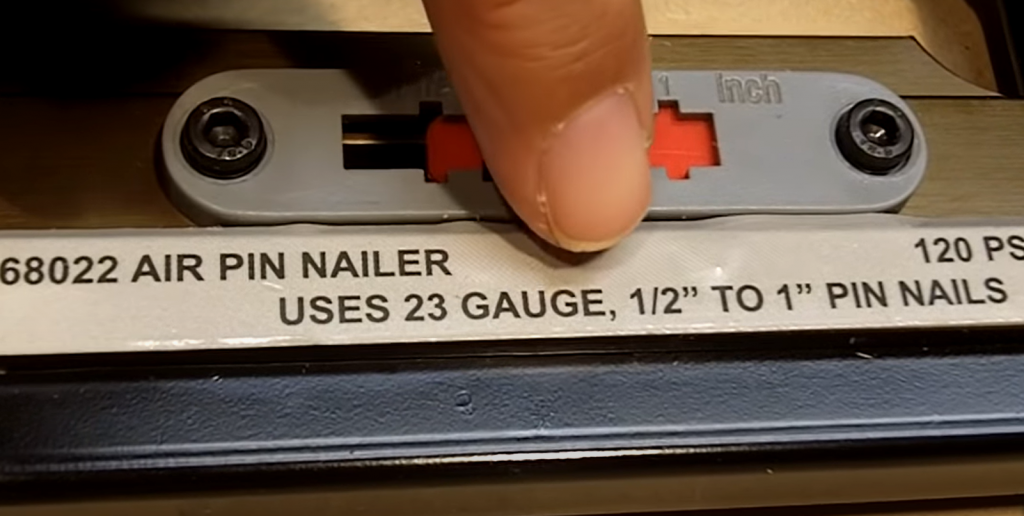 1 Inch
68022 AIR PIN NAILER
120 PS
USES 23 GAUGE, 1/2” TO 1” PIN NAILS